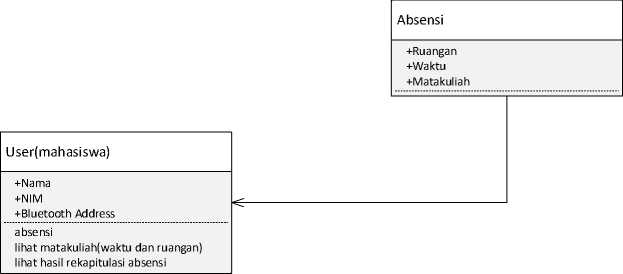 Absensi
+Ruangan
+Waktu
+Matakuliah
User(mahasiswa)
+Nama
+NIM
+Bluetooth Address
absensi
lihat matakuliah(waktu dan ruangan)
lihat hasil rekapitulasi absensi